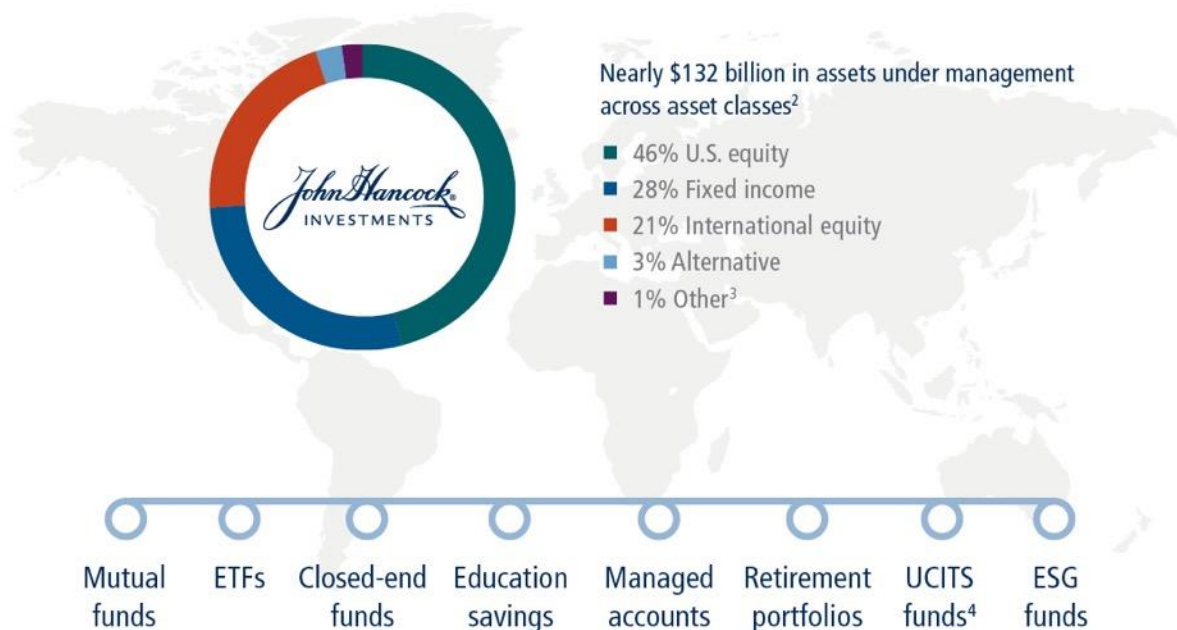 Nearly $132 billion in assets under management
across asset classes²
46% U.S. equity
28% Fixed income
21% International equity
3% Alternative
1% Other³
John Hancock®
INVESTMENTS
Mutual
funds
ETFs
Closed-end
funds
Education
savings
Managed
accounts
Retirement
portfolios
UCITS
funds⁴
ESG
funds